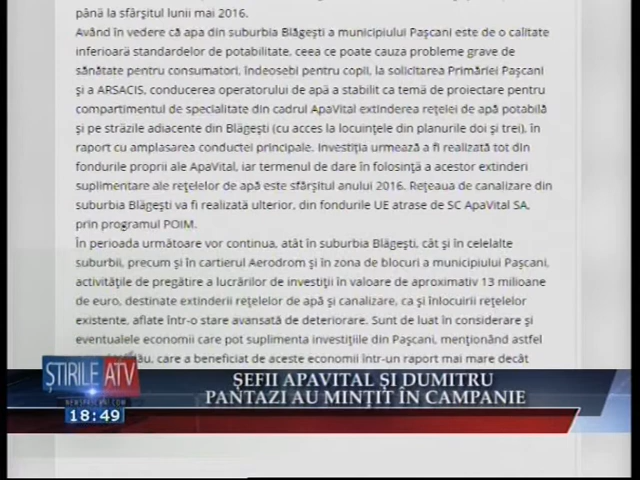 până la sfârșitul lunii mai 2016.
Având în vedere că apa din suburbia Blăgești a municipiului Pașcani este de o calitate
inferioară standardelor de potabilitate, ceea ce poate cauza probleme grave de
sănătate pentru consumatori, îndeosebi pentru copii, la solicitarea Primăriei Pașcani
și a ARSACIS, conducerea operatorului de apă a stabilit ca temă de proiectare pentru
compartimentul de specialitate din cadrul ApaVital extinderea rețelei de apă potabilă
și pe străzile adiacente din Blăgești (cu acces la locuințele din planurile doi și trei), în
raport cu amplasarea conductei principale. Investiția urmează a fi realizată tot din
fondurile proprii ale ApaVital, iar termenul de dare în folosință a acestor extinderi
suplimentare ale rețelelor de apă este sfârșitul anului 2016. Rețeaua de canalizare din
suburbia Blăgești va fi realizată ulterior, din fondurile UE atrase de SC ApaVital SA,
prin programul POIM.
În perioada următoare vor continua, atât în suburbia Blăgești, cât și în celelalte
suburbii, precum și în cartierul Aerodrom și în zona de blocuri a municipiului Pașcani,
activitățile de pregătire a lucrărilor de investiții în valoare de aproximativ 13 milioane
de euro, destinate extinderii rețelelor de apă și canalizare, ca și înlocuirii rețelelor
existente, aflate într-o stare avansată de deteriorare. Sunt de luat în considerare și
eventualele economii care pot suplimenta investițiile din Pașcani, menționând astfel
care a beneficiat de aceste economii într-un raport mai mare decât
ȘTIRILE ATV
NEWSPASCANI.COM
18:49
ȘEFII APAVITAL ȘI DUMITRU
PANTAZI AU MINȚIT ÎN CAMPANIE